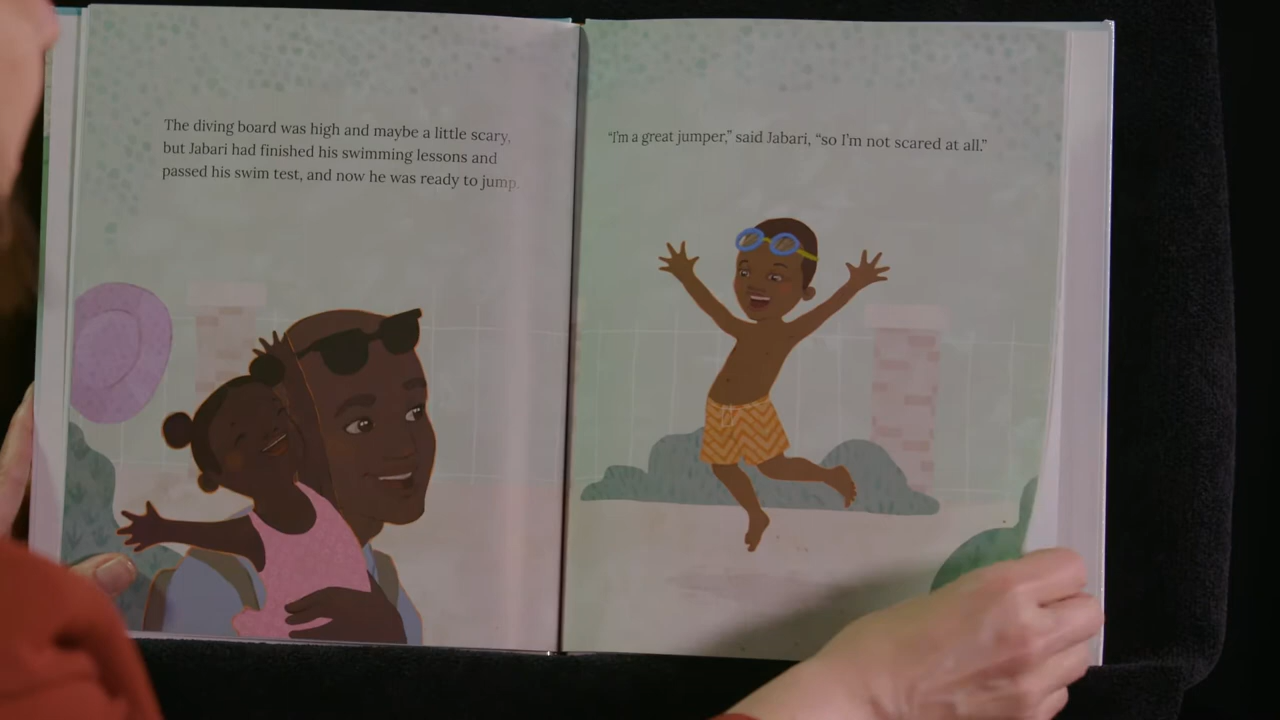 The diving board was high and maybe a little scary,
but Jabari had finished his swimming lessons and
passed his swim test, and now he was ready to jump.
“I’m a great jumper,” said Jabari, “so I’m not scared at all.”